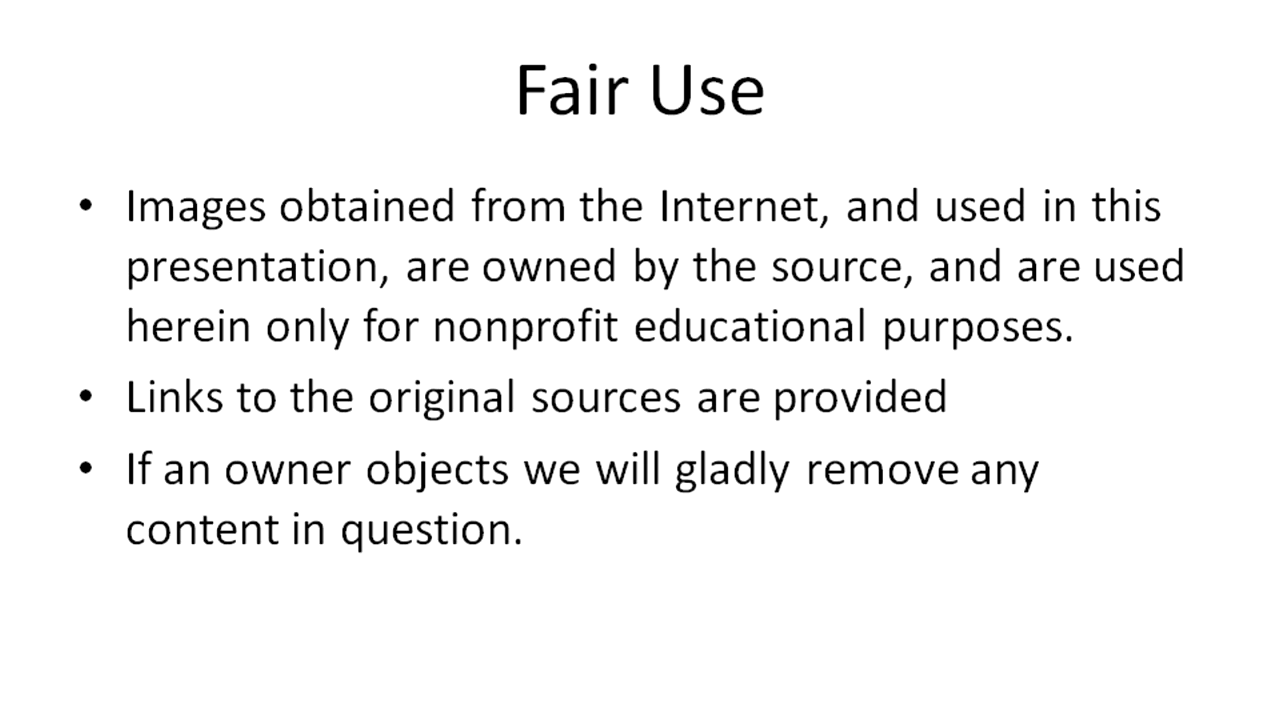 Fair Use
• Images obtained from the Internet, and used in this
presentation, are owned by the source, and are used
herein only for nonprofit educational purposes.
• Links to the original sources are provided
• If an owner objects we will gladly remove any
content in question.